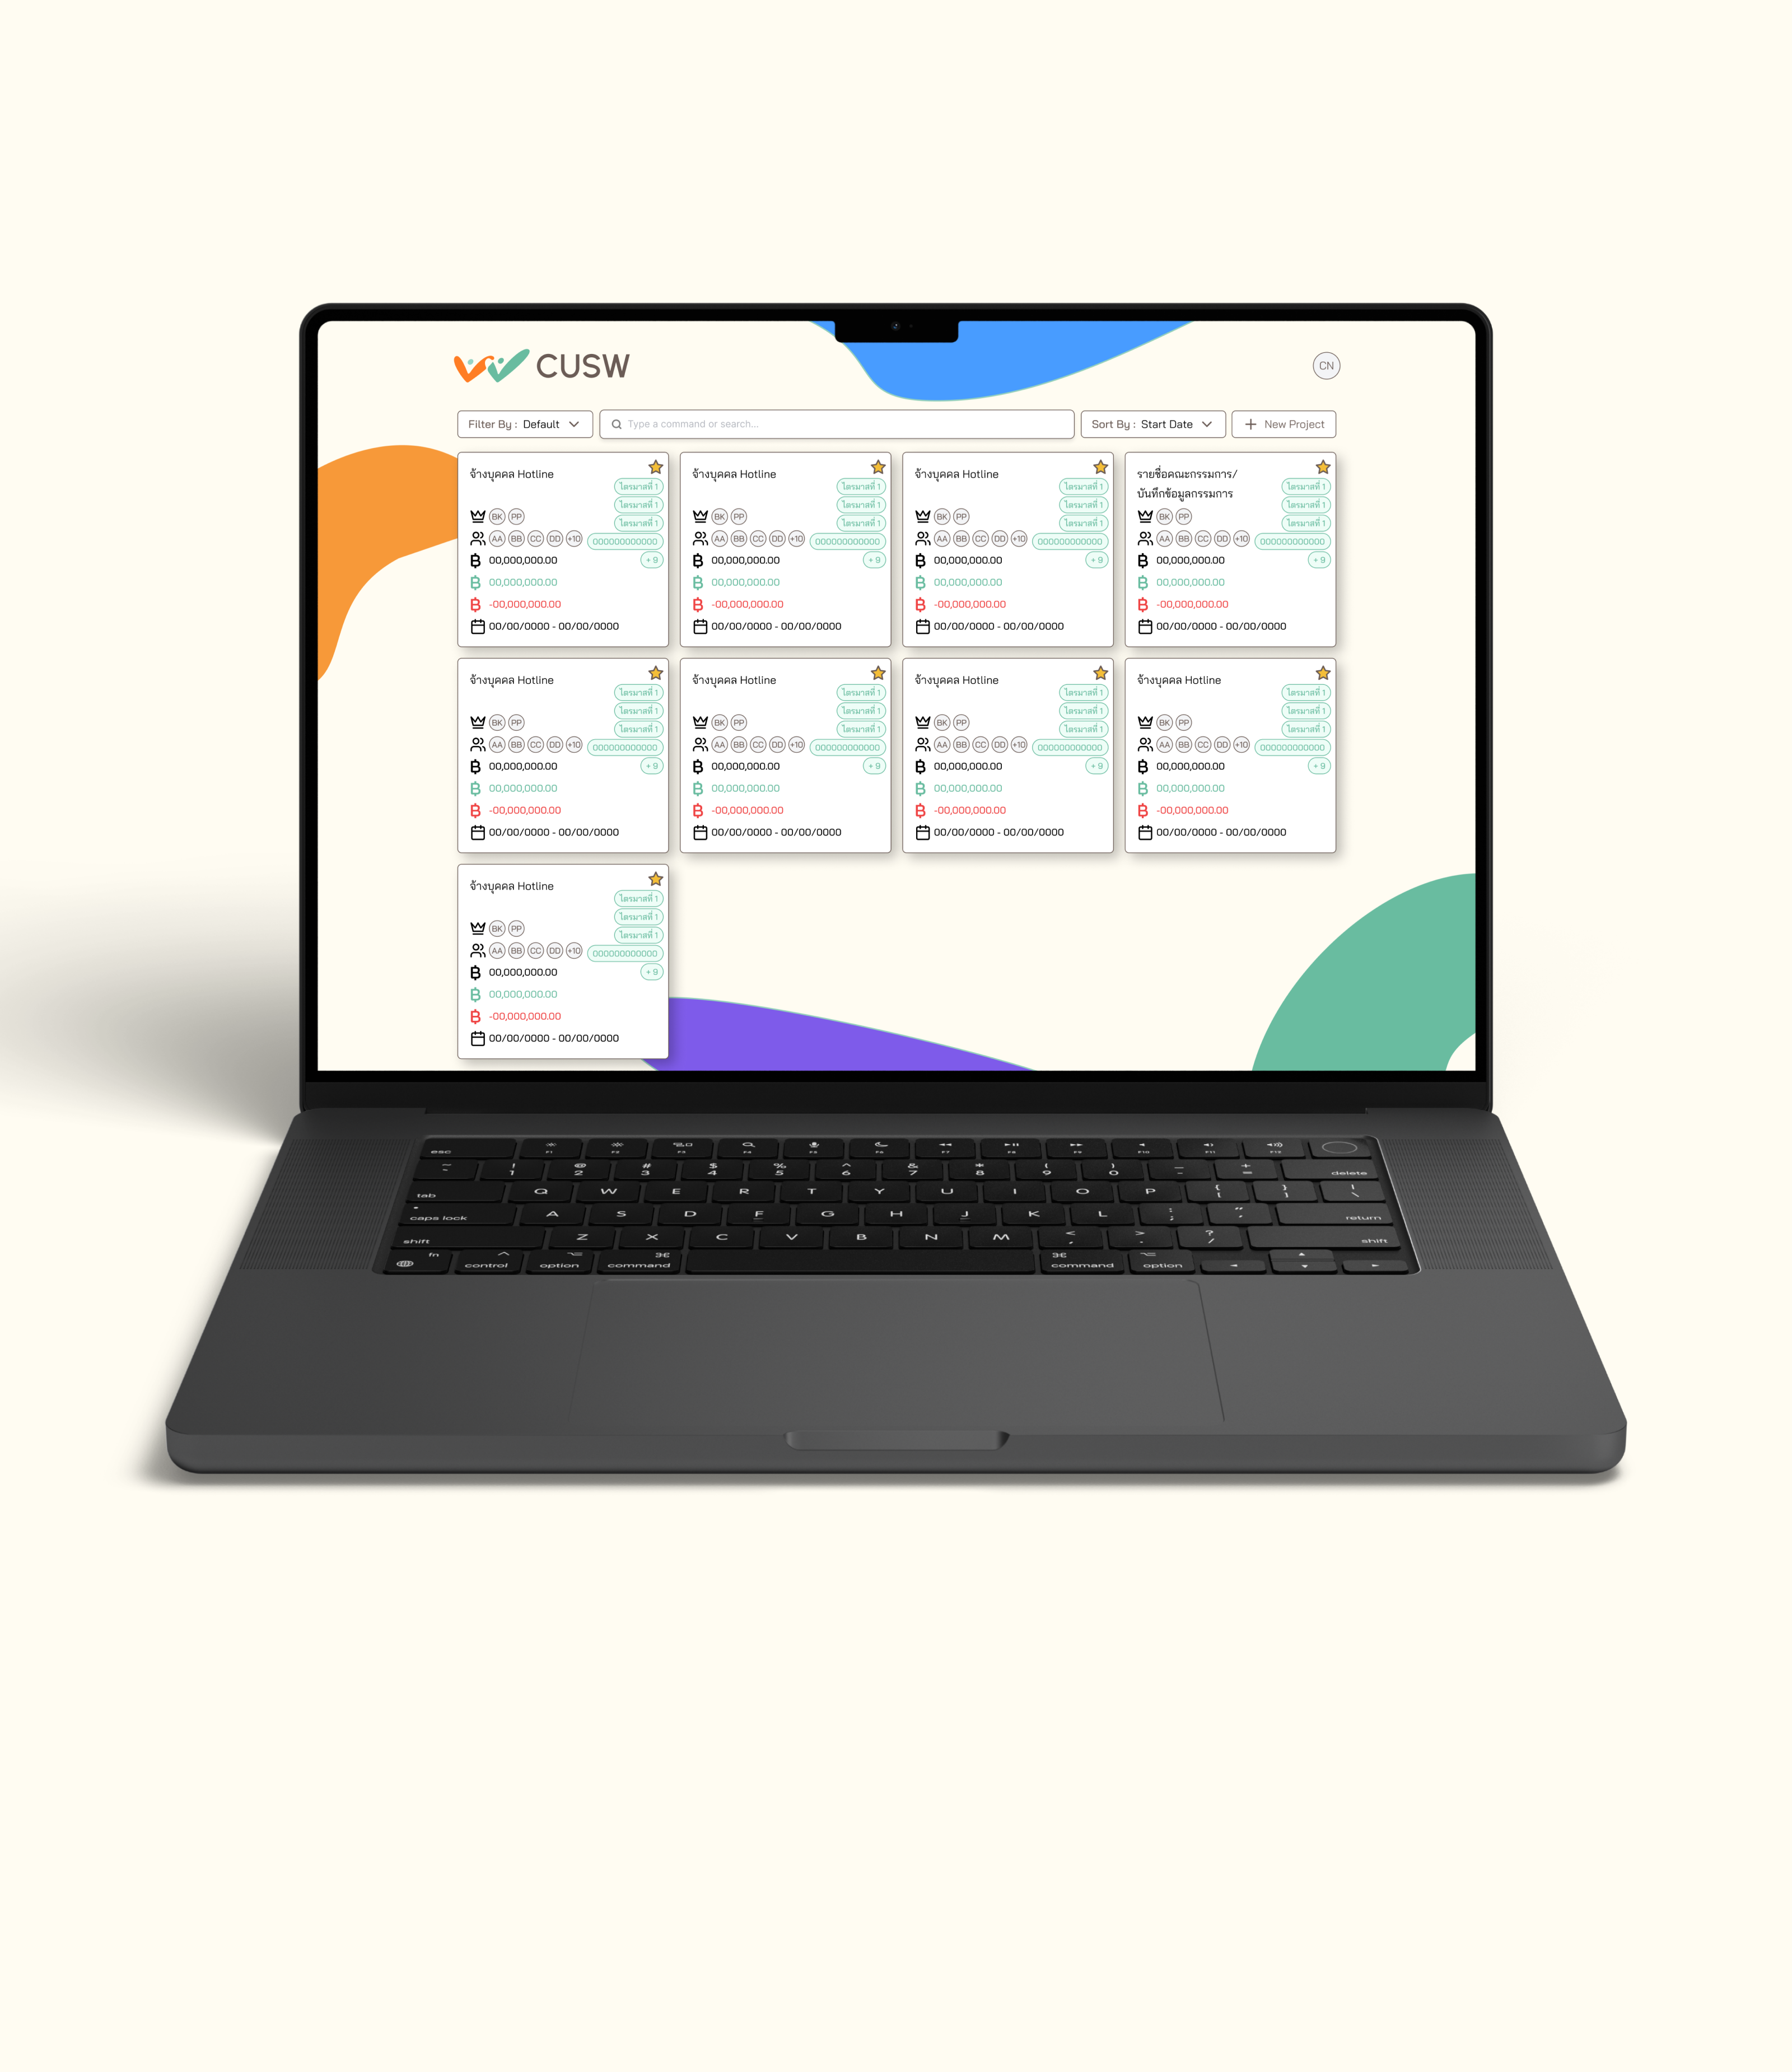 CUSW
CN
Filter By : Default
Type a command or search...
Sort By : Start Date
New Project
จ้างบุคคล Hotline
ไตรมาสที่ 1
ไตรมาสที่ 1
ไตรมาสที่ 1
BK PP
AA BB CC DD +10
000000000000
00,000,000.00
+ 9
00,000,000.00
-00,000,000.00
00/00/0000 - 00/00/0000
จ้างบุคคล Hotline
ไตรมาสที่ 1
ไตรมาสที่ 1
ไตรมาสที่ 1
BK PP
AA BB CC DD +10
000000000000
00,000,000.00
+ 9
00,000,000.00
-00,000,000.00
00/00/0000 - 00/00/0000
จ้างบุคคล Hotline
ไตรมาสที่ 1
ไตรมาสที่ 1
ไตรมาสที่ 1
BK PP
AA BB CC DD +10
000000000000
00,000,000.00
+ 9
00,000,000.00
-00,000,000.00
00/00/0000 - 00/00/0000
รายชื่อคณะกรรมการ/
บันทึกข้อมูลกรรมการ
ไตรมาสที่ 1
ไตรมาสที่ 1
ไตรมาสที่ 1
BK PP
AA BB CC DD +10
000000000000
00,000,000.00
+ 9
00,000,000.00
-00,000,000.00
00/00/0000 - 00/00/0000
จ้างบุคคล Hotline
ไตรมาสที่ 1
ไตรมาสที่ 1
ไตรมาสที่ 1
BK PP
AA BB CC DD +10
000000000000
00,000,000.00
+ 9
00,000,000.00
-00,000,000.00
00/00/0000 - 00/00/0000
จ้างบุคคล Hotline
ไตรมาสที่ 1
ไตรมาสที่ 1
ไตรมาสที่ 1
BK PP
AA BB CC DD +10
000000000000
00,000,000.00
+ 9
00,000,000.00
-00,000,000.00
00/00/0000 - 00/00/0000
จ้างบุคคล Hotline
ไตรมาสที่ 1
ไตรมาสที่ 1
ไตรมาสที่ 1
BK PP
AA BB CC DD +10
000000000000
00,000,000.00
+ 9
00,000,000.00
-00,000,000.00
00/00/0000 - 00/00/0000
จ้างบุคคล Hotline
ไตรมาสที่ 1
ไตรมาสที่ 1
ไตรมาสที่ 1
BK PP
AA BB CC DD +10
000000000000
00,000,000.00
+ 9
00,000,000.00
-00,000,000.00
00/00/0000 - 00/00/0000
จ้างบุคคล Hotline
ไตรมาสที่ 1
ไตรมาสที่ 1
ไตรมาสที่ 1
BK PP
AA BB CC DD +10
000000000000
00,000,000.00
+ 9
00,000,000.00
-00,000,000.00
00/00/0000 - 00/00/0000
esc F1 F2 F3 F4 F5 F6 F7 F8 F9 F10 F11 F12
~ ! @ # $ % ^ & * ( ) _ +
1 2 3 4 5 6 7 8 9 0 - = delete
tab Q W E R T Y U I O P { [ } ] | \
caps lock A S D F G H J K L : ; " ' return
shift Z X C V B N M < , > . ? / shift
fn control option command command option